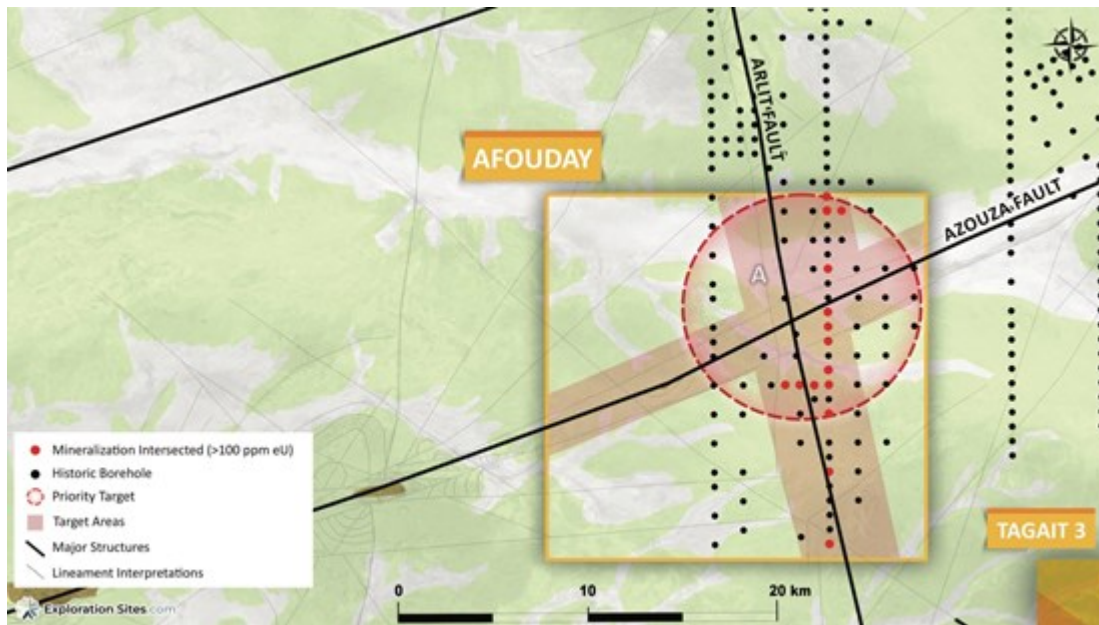 ARLIT FAULT
AFOUDAY
AZOUZA FAULT
A
Mineralization Intersected (>100 ppm eU)
Historic Borehole
Priority Target
Target Areas
Major Structures
Lineament Interpretations
TAGAIT 3
0 10 20 km
Exploration Sites.com